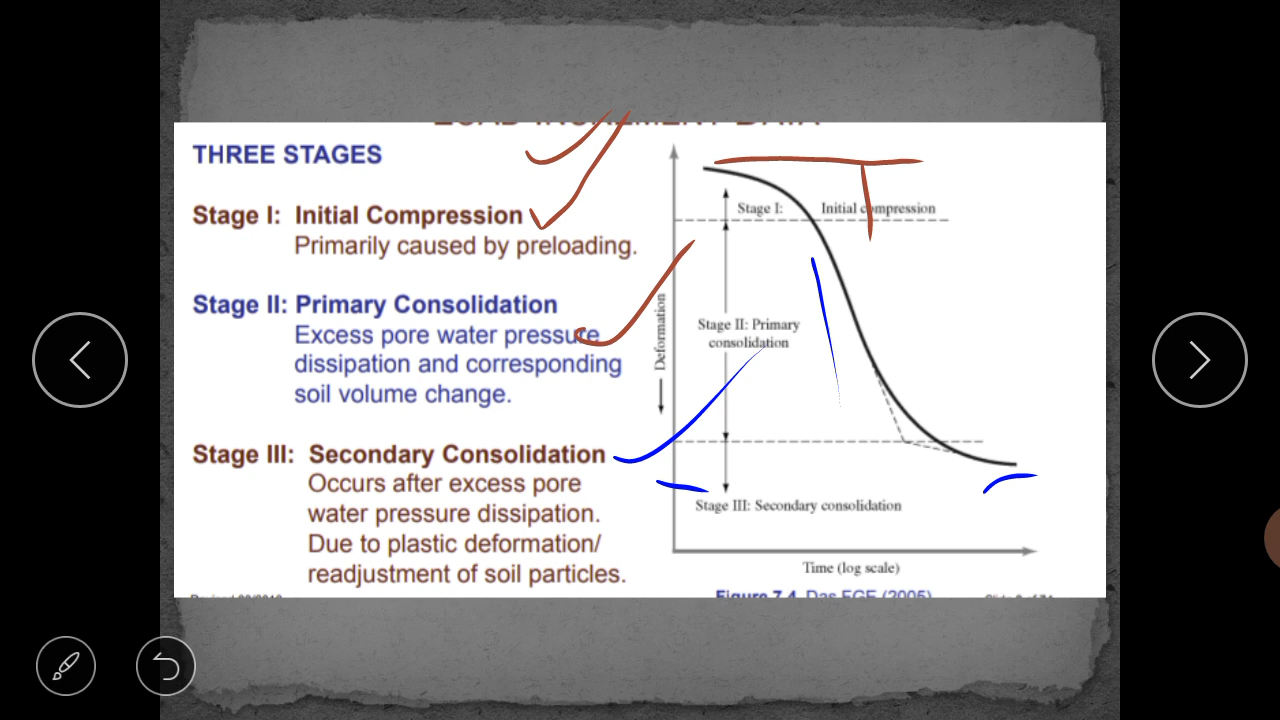 THREE STAGES
Stage I: Initial Compression
Primarily caused by preloading.
Stage II: Primary Consolidation
Excess pore water pressure
dissipation and corresponding
soil volume change.
Stage III: Secondary Consolidation
Occurs after excess pore
water pressure dissipation.
Due to plastic deformation/
readjustment of soil particles.
Stage I: Initial compression
Stage II: Primary
consolidation
Deformation
Stage III: Secondary consolidation
Time (log scale)
Figure 7.4 Das FGE (2005)